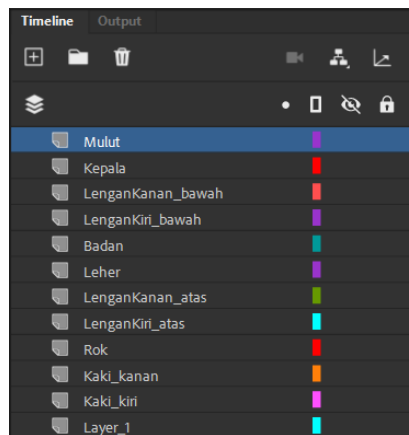 Timeline Output
Mulut
Kepala
LenganKanan_bawah
LenganKiri_bawah
Badan
Leher
LenganKanan_atas
LenganKiri_atas
Rok
Kaki_kanan
Kaki_kiri
Layer_1